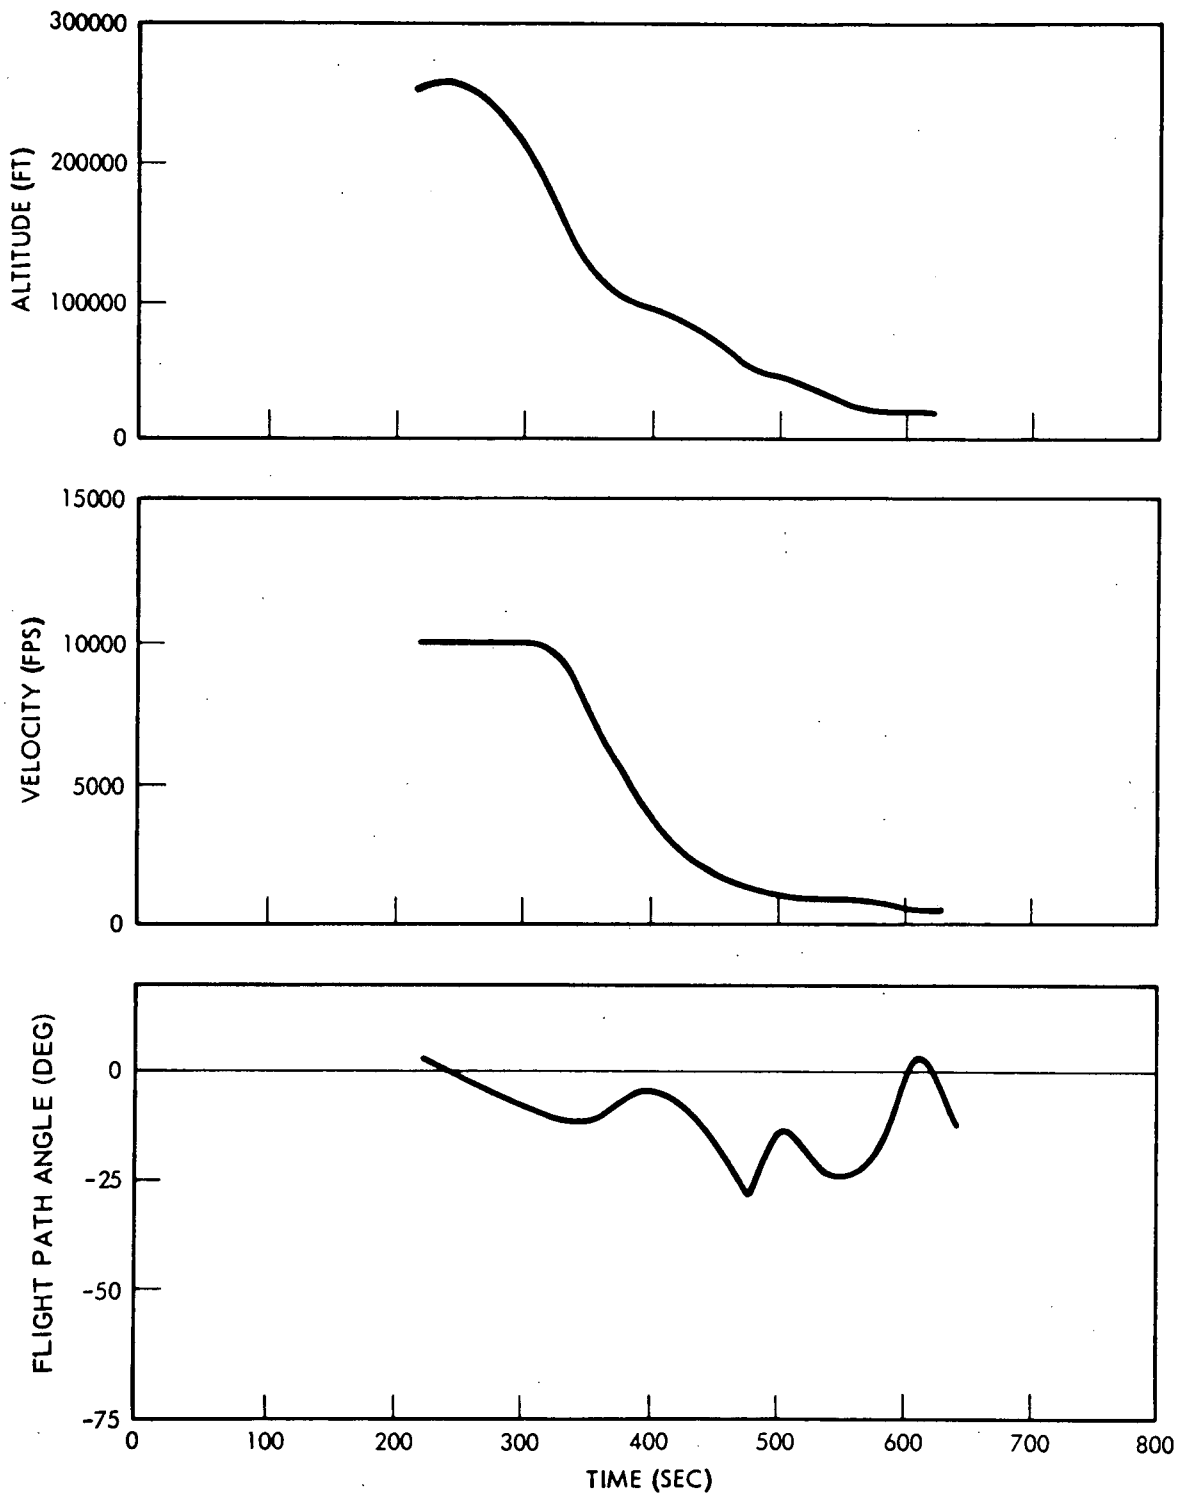 300000
200000
100000
0
ALTITUDE (FT)
15000
10000
5000
0
VELOCITY (FPS)
0
-25
-50
-75
FLIGHT PATH ANGLE (DEG)
0 100 200 300 400 500 600 700 800
TIME (SEC)